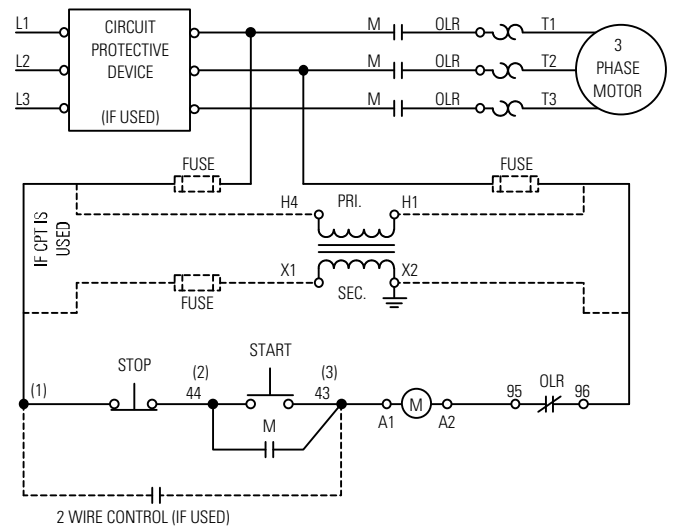 L1
CIRCUIT
PROTECTIVE
DEVICE
(IF USED)
M
OLR
T1
L2
M
OLR
T2
L3
M
OLR
T3
3
PHASE
MOTOR
FUSE
FUSE
H4
PRI.
H1
IF CPT IS
USED
X1
X2
FUSE
SEC.
STOP
START
(1)
(2)
44
(3)
43
M
A1
M
A2
95
OLR
96
2 WIRE CONTROL (IF USED)